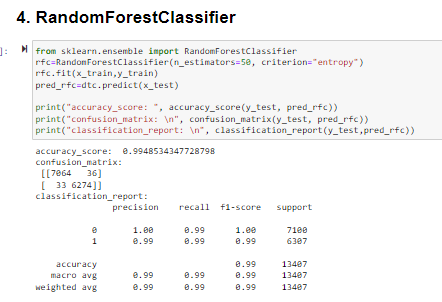 4. RandomForestClassifier
]:
from sklearn.ensemble import RandomForestClassifier
rfc=RandomForestClassifier(n_estimators=50, criterion="entropy")
rfc.fit(x_train,y_train)
pred_rfc=dtc.predict(x_test)
print("accuracy_score: ", accuracy_score(y_test, pred_rfc))
print("confusion_matrix: \n", confusion_matrix(y_test, pred_rfc))
print("classification_report: \n", classification_report(y_test,pred_rfc))
accuracy_score:  0.9948534347728798
confusion_matrix:
[[7064   36]
[  33 6274]]
classification_report:
precision    recall  f1-score   support
0       1.00      0.99      1.00      7100
1       0.99      0.99      0.99      6307
accuracy                           0.99     13407
macro avg       0.99      0.99      0.99     13407
weighted avg       0.99      0.99      0.99     13407